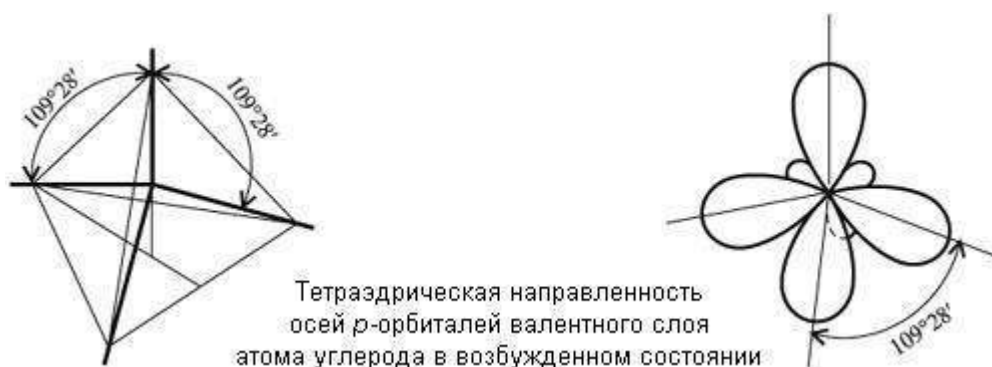 109°28′
109°28′
109°28′
Тетраэдрическая направленность
осей p-орбиталей валентного слоя
атома углерода в возбужденном состоянии